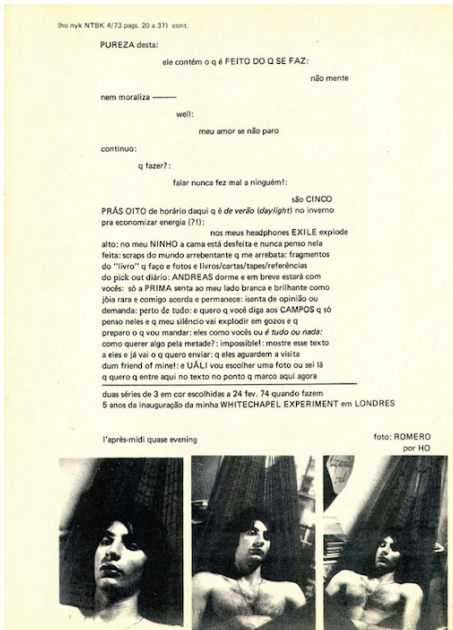 (ho nyk NTBK 4/73 pags. 20 a 37) cont.
PUREZA desta:
ele contém o q é FEITO DO Q SE FAZ:
não mente
nem moraliza ———
well:
meu amor se não paro
continuo:
q fazer?:
falar nunca fez mal a ninguém!:
são CINCO
PRÁS OITO de horário daqui q é de verão (daylight) no inverno
pra economizar energia (?!):
nos meus headphones EXILE explode
alto: no meu NINHO a cama está desfeita e nunca penso nela
feita: scraps do mundo arrebentante q me arrebata: fragmentos
do "livro" q faço e fotos e livros/cartas/tapes/referências
do pick out diário: ANDREAS dorme e em breve estará com
vocês: só a PRIMA senta ao meu lado branca e brilhante como
jóia rara e comigo acorda e permanece: isenta de opinião ou
demanda: perto de tudo: e quero q você diga aos CAMPOS q só
penso neles e q meu silêncio vai explodir em gozos e q
preparo o q vou mandar: eles como vocês ou é tudo ou nada:
como querer algo pela metade?: impossible!: mostre esse texto
a eles e já vai o q quero enviar: q eles aguardem a visita
dum friend of mine!: e UÁLI vou escolher uma foto ou sei lá
q quero q entre aqui no texto no ponto q marco aqui agora
duas séries de 3 em cor escolhidas a 24 fev. 74 quando fazem
5 anos da inauguração da minha WHITECHAPEL EXPERIMENT em LONDRES
l'après-midi quase evening
foto: ROMERO
por HO